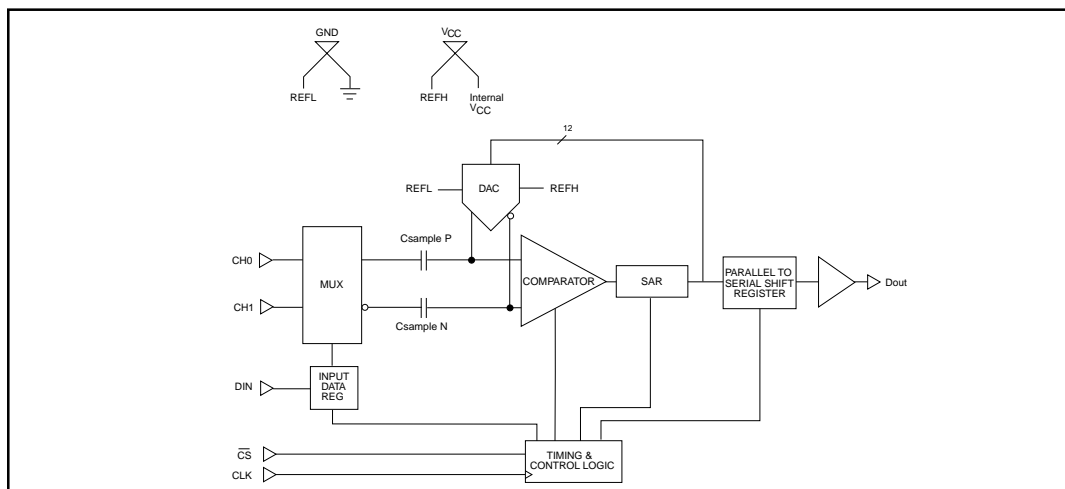 GND
VCC
REFL
REFH
Internal
VCC
12
REFL
DAC
REFH
Csample P
CH0
MUX
COMPARATOR
SAR
PARALLEL TO
SERIAL SHIFT
REGISTER
Dout
CH1
Csample N
DIN
INPUT
DATA
REG
CS
TIMING &
CONTROL LOGIC
CLK